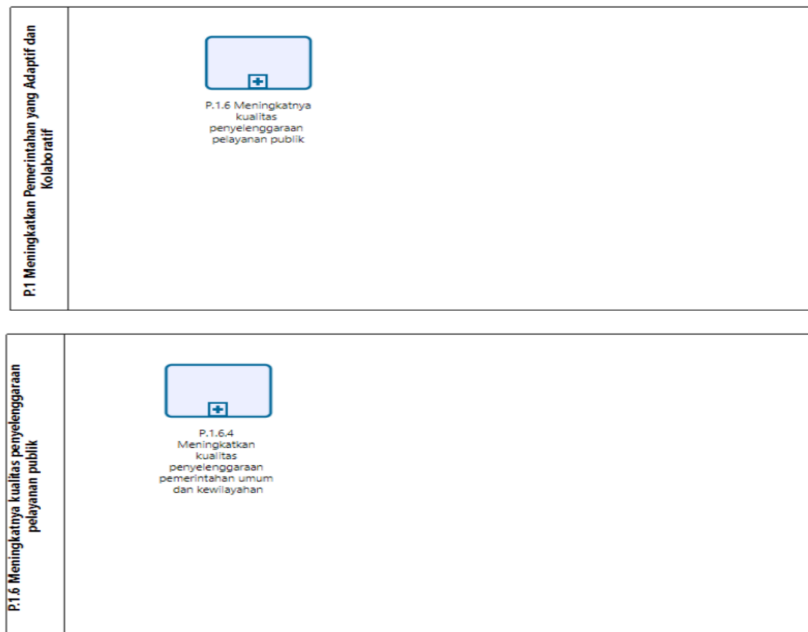 P.1 Meningkatkan Pemerintahan yang Adaptif dan
Kolaboratif
P.1.6 Meningkatnya
kualitas
penyelenggaraan
pelayanan publik
P.1.6 Meningkatnya kualitas penyelenggaraan
pelayanan publik
P.1.6.4
Meningkatkan
kualitas
penyelenggaraan
pemerintahan umum
dan kewilayahan